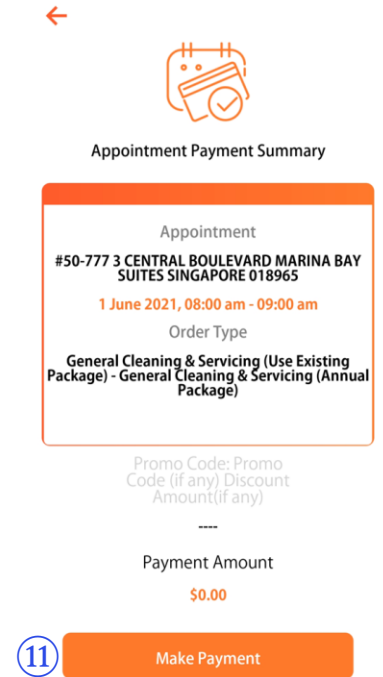 Appointment Payment Summary
Appointment
#50-777 3 CENTRAL BOULEVARD MARINA BAY
SUITES SINGAPORE 018965
1 June 2021, 08:00 am - 09:00 am
Order Type
General Cleaning & Servicing (Use Existing
Package) - General Cleaning & Servicing (Annual
Package)
Promo Code: Promo
Code (if any) Discount
Amount(if any)
----
Payment Amount
$0.00
11 Make Payment